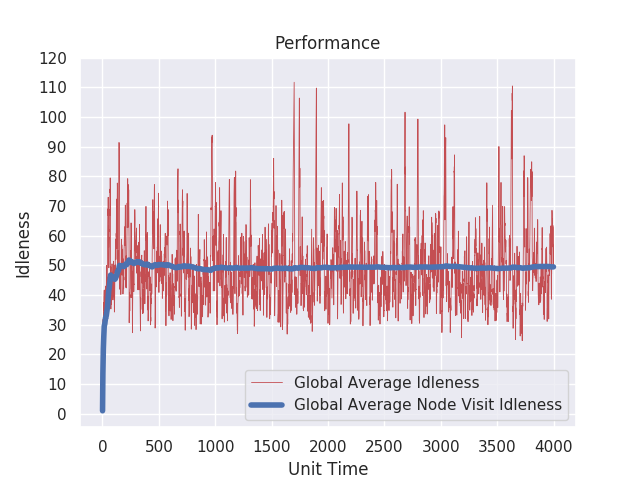 Performance
120
110
100
90
80
70
60
50
40
30
20
10
0
Idleness
Global Average Idleness
Global Average Node Visit Idleness
0 500 1000 1500 2000 2500 3000 3500 4000
Unit Time